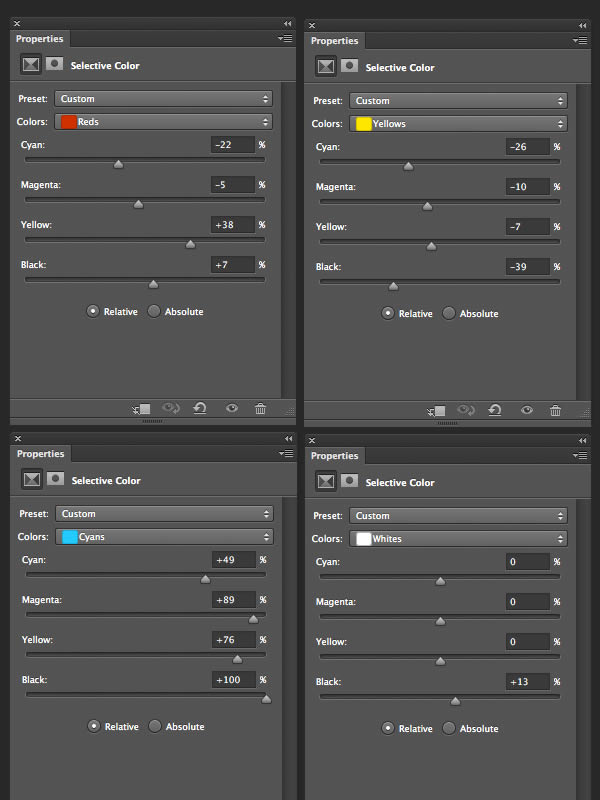 Properties
Selective Color
Preset: Custom
Colors: Reds
Cyan: -22 %
Magenta: -5 %
Yellow: +38 %
Black: +7 %
Relative Absolute
Properties
Selective Color
Preset: Custom
Colors: Yellows
Cyan: -26 %
Magenta: -10 %
Yellow: -7 %
Black: -39 %
Relative Absolute
Properties
Selective Color
Preset: Custom
Colors: Cyans
Cyan: +49 %
Magenta: +89 %
Yellow: +76 %
Black: +100 %
Relative Absolute
Properties
Selective Color
Preset: Custom
Colors: Whites
Cyan: 0 %
Magenta: 0 %
Yellow: 0 %
Black: +13 %
Relative Absolute